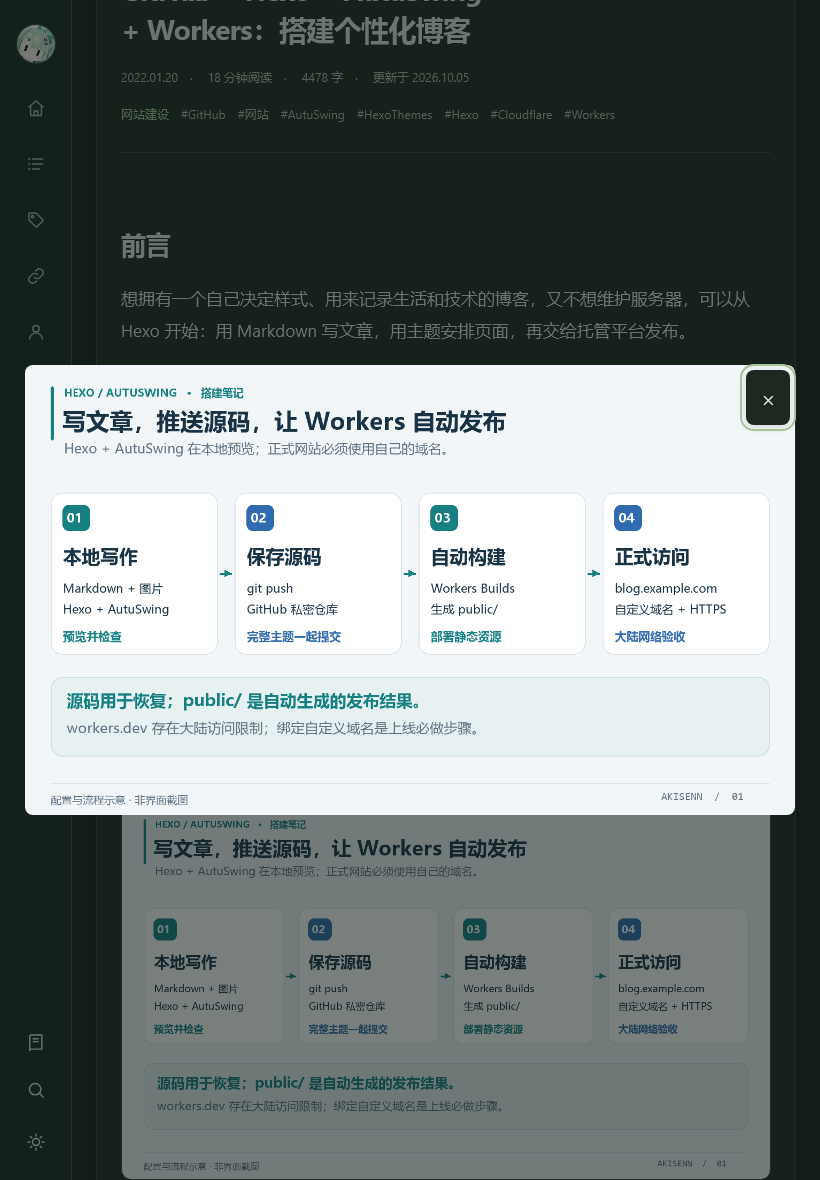 + Workers：搭建个性化博客
2022.01.20 · 18 分钟阅读 · 4478 字 · 更新于 2026.10.05
网站建设 #GitHub #网站 #AutuSwing #HexoThemes #Hexo #Cloudflare #Workers
前言
想拥有一个自己决定样式、用来记录生活和技术的博客，又不想维护服务器，可以从
Hexo 开始：用 Markdown 写文章，用主题安排页面，再交给托管平台发布。
HEXO / AUTUSWING • 搭建笔记
写文章，推送源码，让 Workers 自动发布
Hexo + AutuSwing 在本地预览；正式网站必须使用自己的域名。
01
本地写作
Markdown + 图片
Hexo + AutuSwing
预览并检查
02
保存源码
git push
GitHub 私密仓库
完整主题一起提交
03
自动构建
Workers Builds
生成 public/
部署静态资源
04
正式访问
blog.example.com
自定义域名 + HTTPS
大陆网络验收
源码用于恢复；public/ 是自动生成的发布结果。
workers.dev 存在大陆访问限制；绑定自定义域名是上线必做步骤。
配置与流程示意 · 非界面截图
AKISENN / 01
HEXO / AUTUSWING • 搭建笔记
写文章，推送源码，让 Workers 自动发布
Hexo + AutuSwing 在本地预览；正式网站必须使用自己的域名。
01
本地写作
Markdown + 图片
Hexo + AutuSwing
预览并检查
02
保存源码
git push
GitHub 私密仓库
完整主题一起提交
03
自动构建
Workers Builds
生成 public/
部署静态资源
04
正式访问
blog.example.com
自定义域名 + HTTPS
大陆网络验收
源码用于恢复；public/ 是自动生成的发布结果。
workers.dev 存在大陆访问限制；绑定自定义域名是上线必做步骤。
配置与流程示意 · 非界面截图
AKISENN / 01